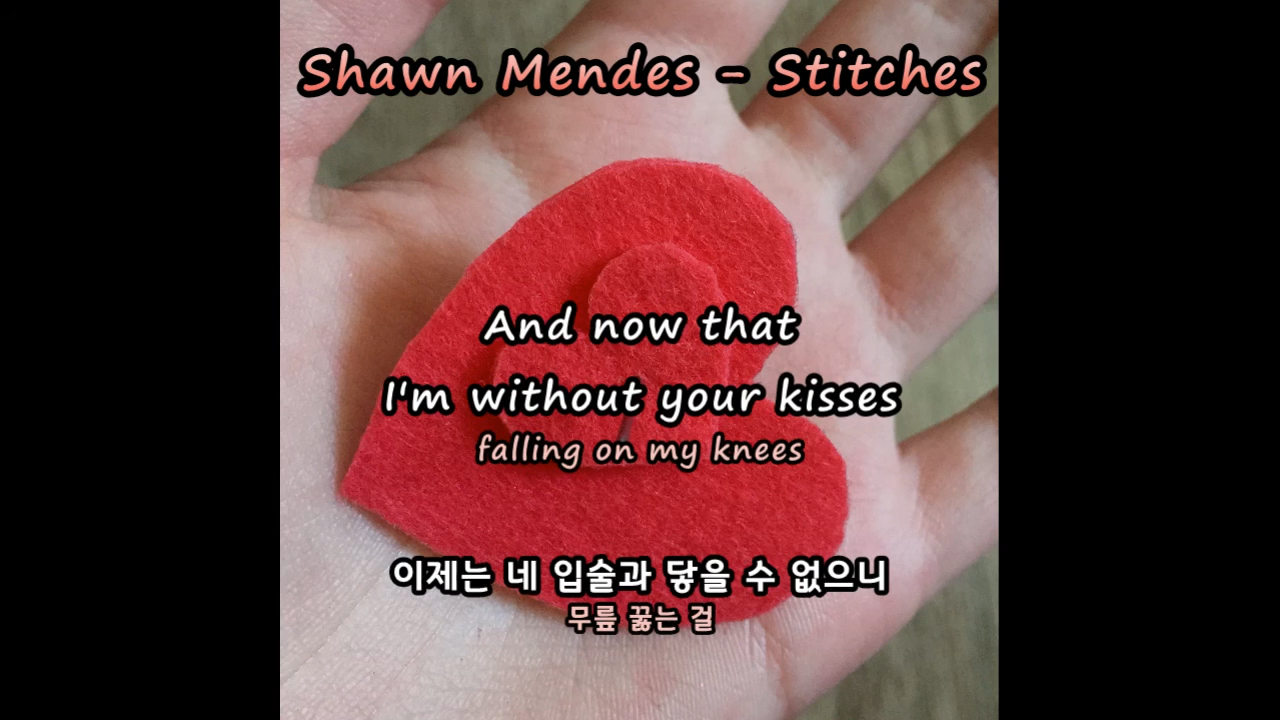 Shawn Mendes - Stitches
And now that
I'm without your kisses
falling on my knees
이제는 네 입술과 닿을 수 없으니
무릎 꿇는 걸